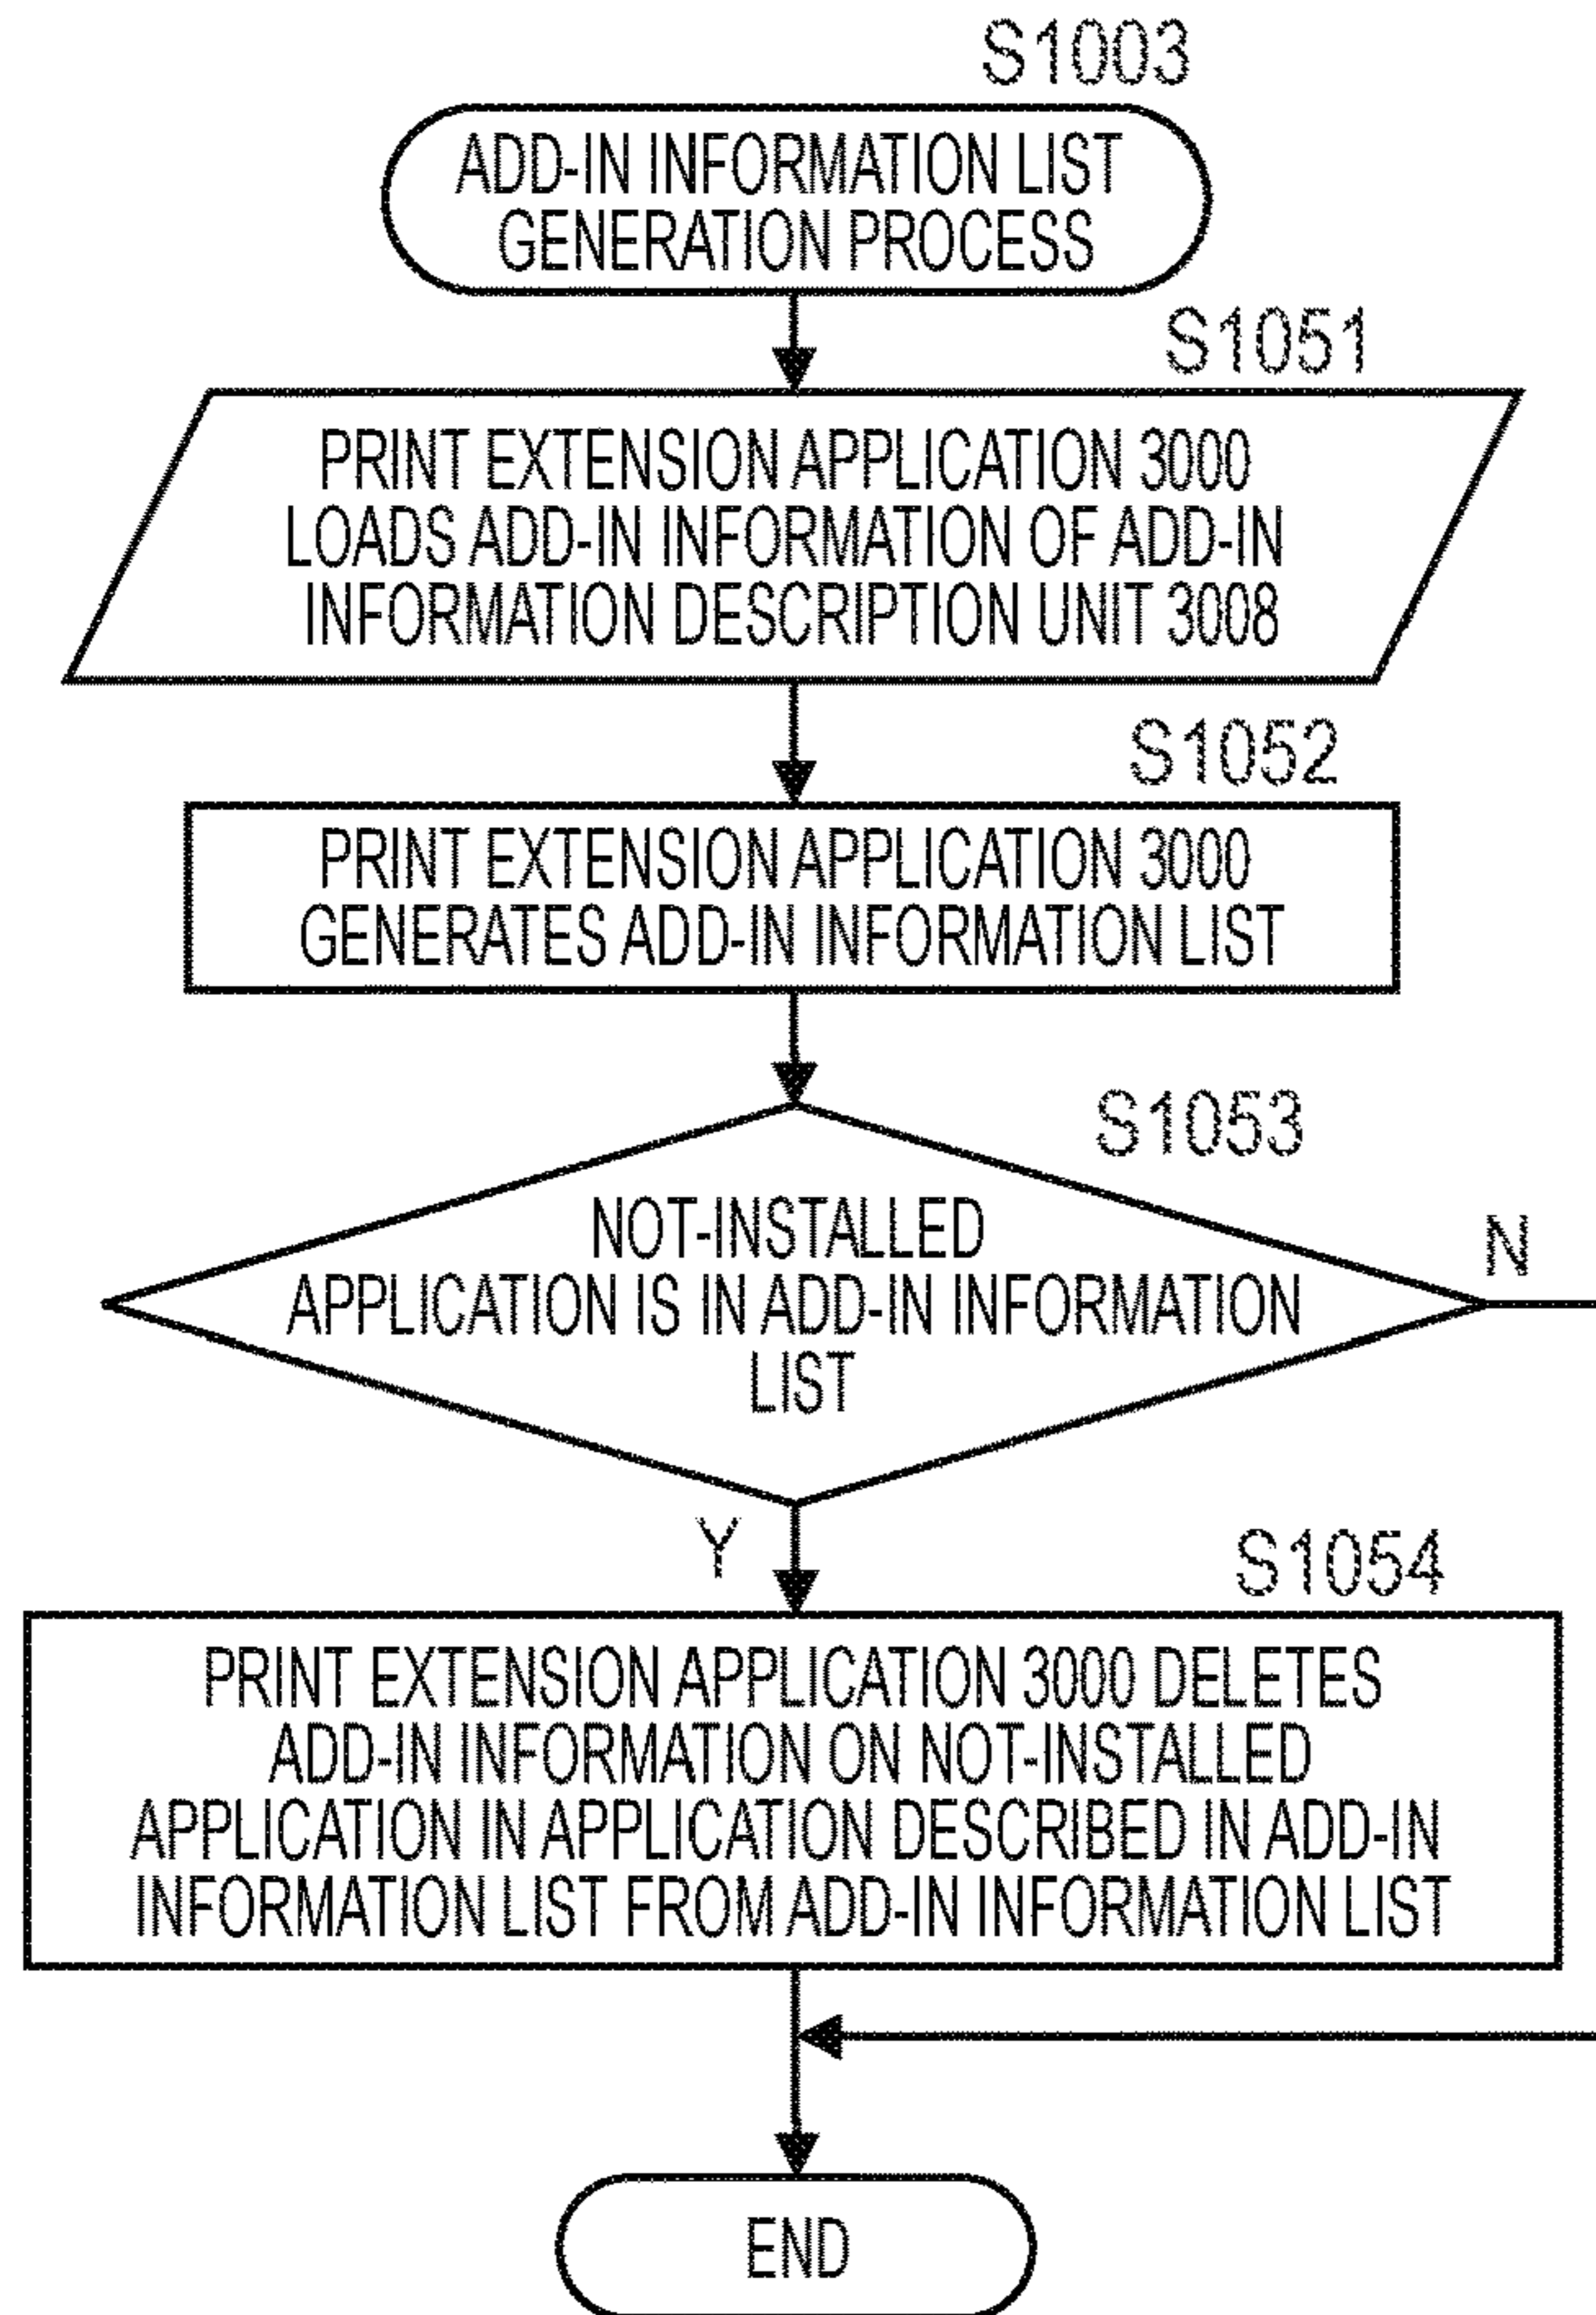 S1003
ADD-IN INFORMATION LIST
GENERATION PROCESS
S1051
PRINT EXTENSION APPLICATION 3000
LOADS ADD-IN INFORMATION OF ADD-IN
INFORMATION DESCRIPTION UNIT 3008
S1052
PRINT EXTENSION APPLICATION 3000
GENERATES ADD-IN INFORMATION LIST
S1053
NOT-INSTALLED
APPLICATION IS IN ADD-IN INFORMATION
LIST
N
Y
S1054
PRINT EXTENSION APPLICATION 3000 DELETES
ADD-IN INFORMATION ON NOT-INSTALLED
APPLICATION IN APPLICATION DESCRIBED IN ADD-IN
INFORMATION LIST FROM ADD-IN INFORMATION LIST
END